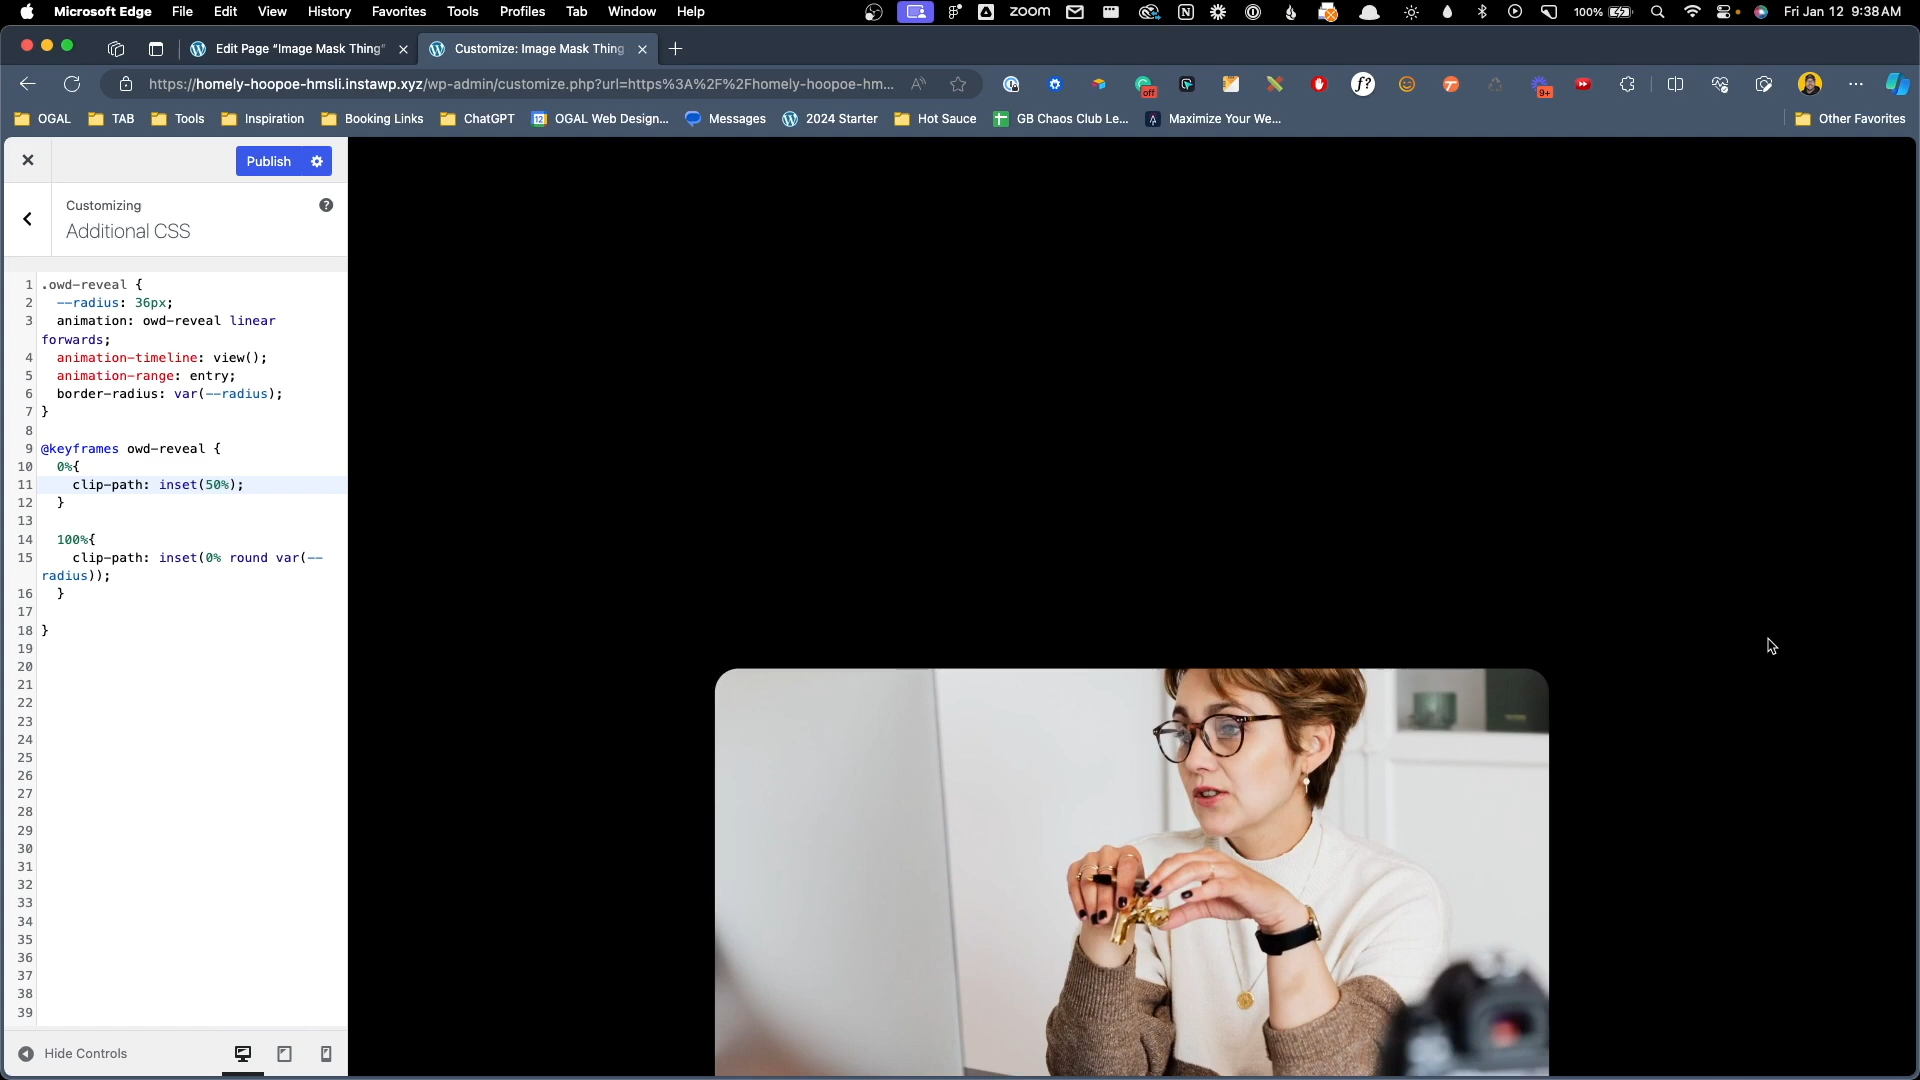 Microsoft Edge File Edit View History Favorites Tools Profiles Tab Window Help zoom 100% Fri Jan 12 9:38 AM
Edit Page “Image Mask Thing” Customize: Image Mask Thing
https://homely-hoopoe-hmsli.instawp.xyz/wp-admin/customize.php?url=https%3A%2F%2Fhomely-hoopoe-hm... off f? 9+
OGAL TAB Tools Inspiration Booking Links ChatGPT 12 OGAL Web Design... Messages 2024 Starter Hot Sauce GB Chaos Club Le... Maximize Your We... Other Favorites
Publish
Customizing
Additional CSS
1 .owd-reveal {
2 --radius: 36px;
3 animation: owd-reveal linear
forwards;
4 animation-timeline: view();
5 animation-range: entry;
6 border-radius: var(--radius);
7 }
8
9 @keyframes owd-reveal {
10 0%{
11 clip-path: inset(50%);
12 }
13
14 100%{
15 clip-path: inset(0% round var(--
radius));
16 }
17
18 }
19
20
21
22
23
24
25
26
27
28
29
30
31
32
33
34
35
36
37
38
39
Hide Controls